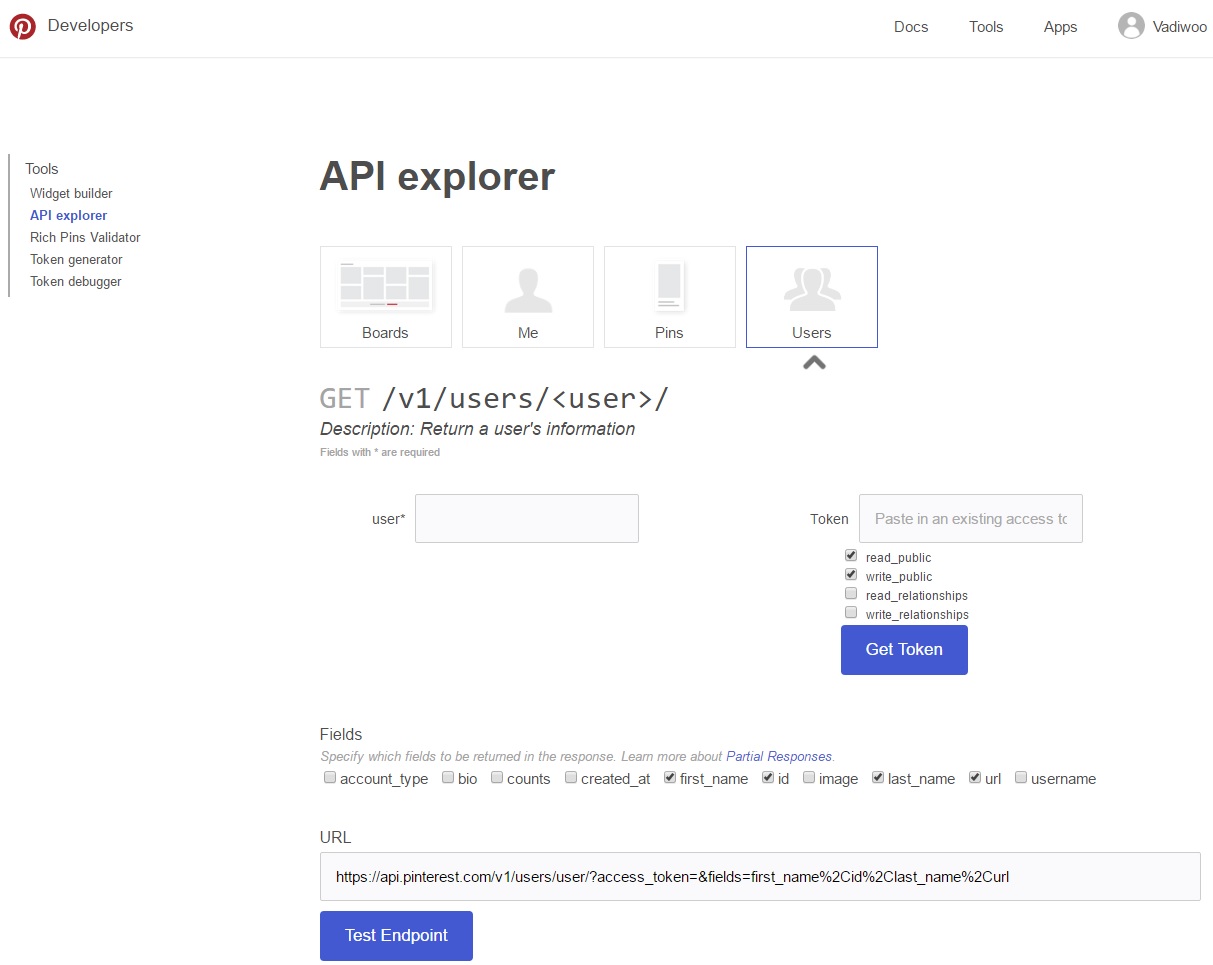 Developers
Docs Tools Apps Vadiwoo
Tools
Widget builder
API explorer
Rich Pins Validator
Token generator
Token debugger
API explorer
Boards Me Pins Users
GET /v1/users/<user>/
Description: Return a user's information
Fields with * are required
user* Token Paste in an existing access to
read_public
write_public
read_relationships
write_relationships
Get Token
Fields
Specify which fields to be returned in the response. Learn more about Partial Responses.
account_type bio counts created_at first_name id image last_name url username
URL
https://api.pinterest.com/v1/users/user/?access_token=&fields=first_name%2Cid%2Clast_name%2Curl
Test Endpoint